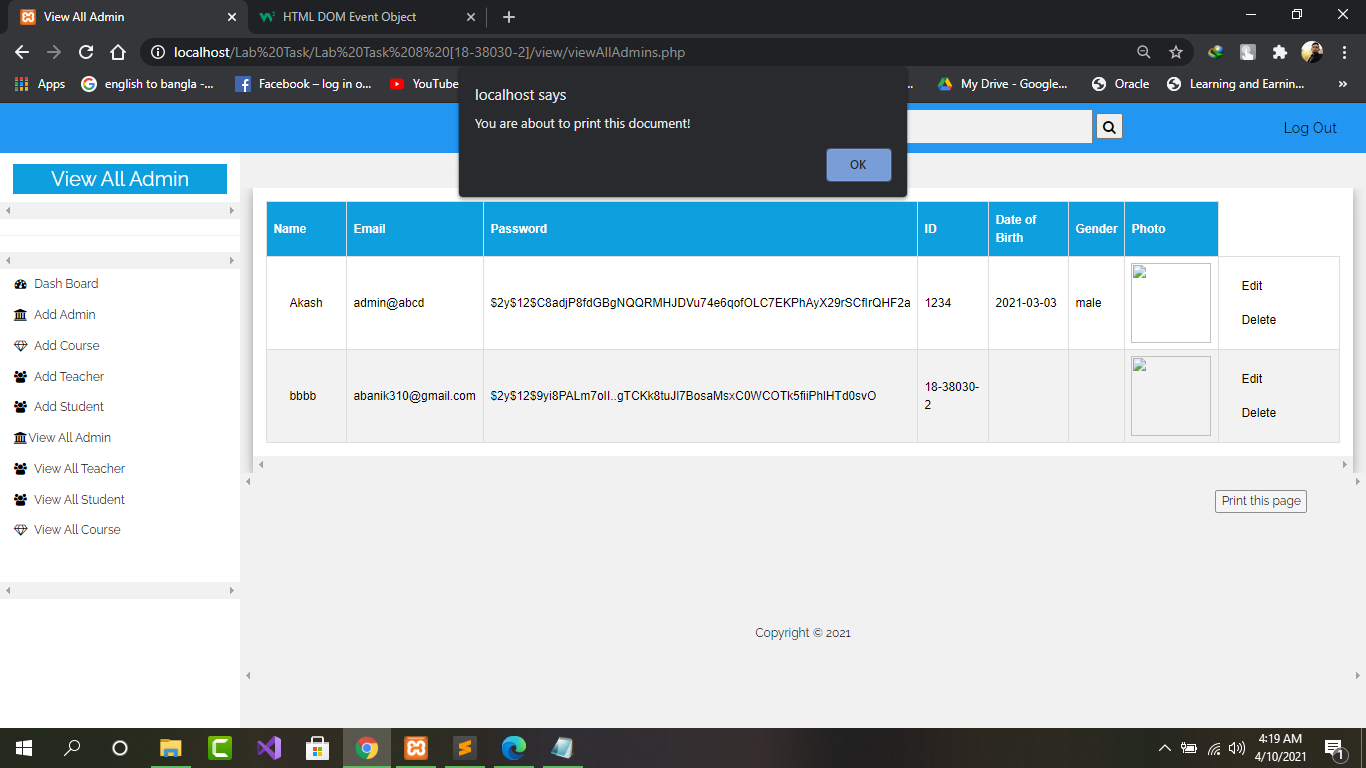 View All Admin
HTML DOM Event Object
localhost/Lab%20Task/Lab%20Task%208%20[18-38030-2]/view/viewAllAdmins.php
Apps
english to bangla -...
Facebook – log in o...
YouTube
My Drive - Google...
Oracle
Learning and Earnin...
»
localhost says
You are about to print this document!
OK
Log Out
View All Admin
Dash Board
Add Admin
Add Course
Add Teacher
Add Student
View All Admin
View All Teacher
View All Student
View All Course
Name Email Password ID Date of Birth Gender Photo
Akash admin@abcd $2y$12$C8adjP8fdGBgNQQRMHJDVu74e6qofOLC7EKPhAyX29rSCflrQHF2a 1234 2021-03-03 male
Edit
Delete
bbbb abanik310@gmail.com 18-38030-2
Edit
Delete
Print this page
Copyright © 2021
4:19 AM
4/10/2021
1